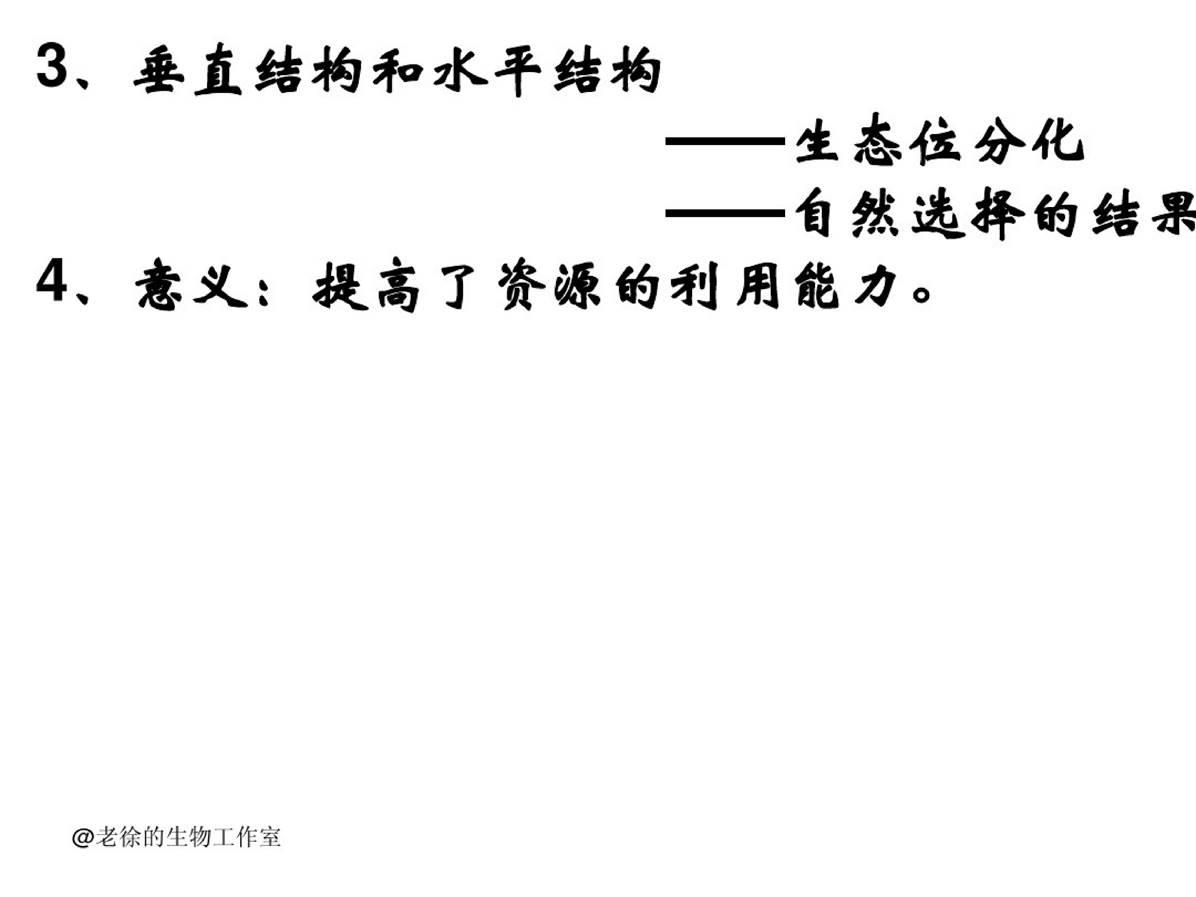 3、垂直结构和水平结构
——生态位分化
——自然选择的结果
4、意义：提高了资源的利用能力。
@老徐的生物工作室